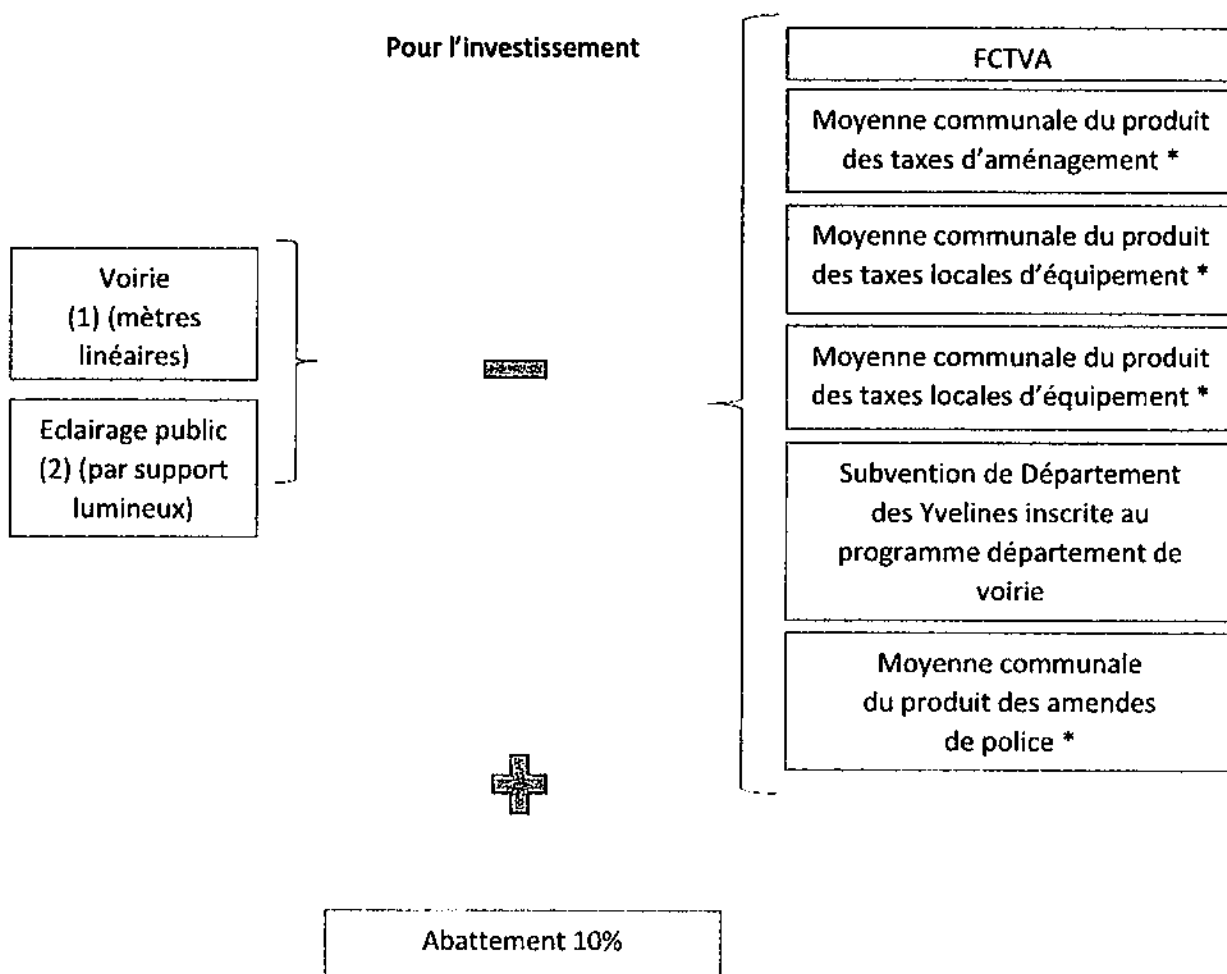 Pour l'investissement
Voirie
(1) (mètres
linéaires)
Eclairage public
(2) (par support
lumineux)
FCTVA
Moyenne communale du produit
des taxes d'aménagement *
Moyenne communale du produit
des taxes locales d'équipement *
Moyenne communale du produit
des taxes locales d'équipement *
Subvention de Département
des Yvelines inscrite au
programme département de
voirie
Moyenne communale
du produit des amendes
de police *
Abattement 10%